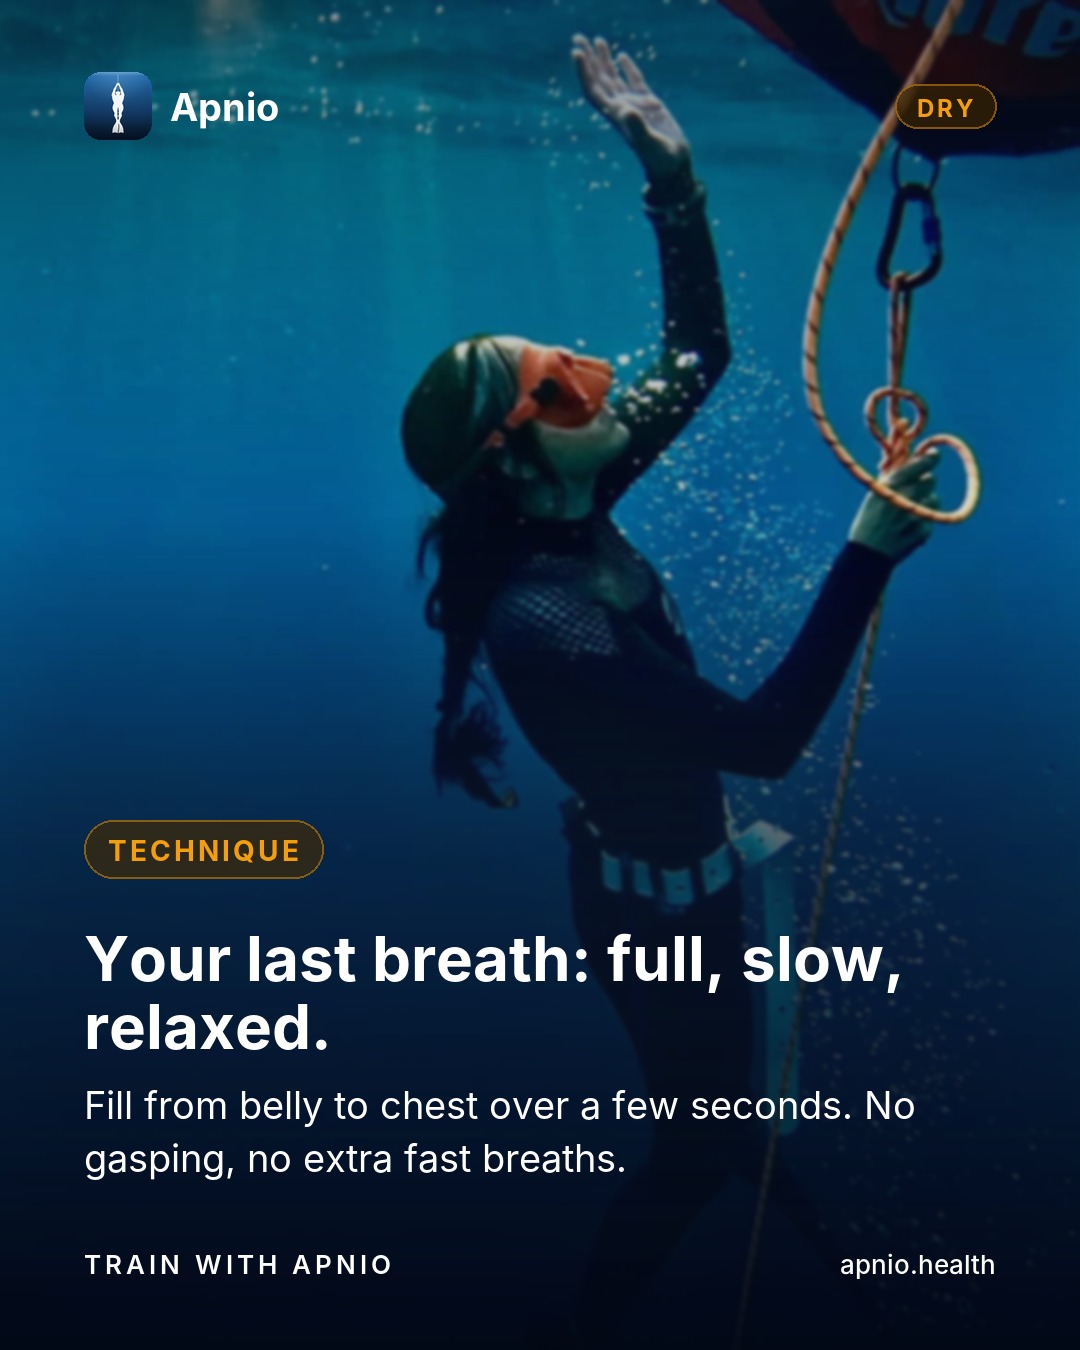 Apnio
DRY
TECHNIQUE
Your last breath: full, slow,
relaxed.
Fill from belly to chest over a few seconds. No
gasping, no extra fast breaths.
TRAIN WITH APNIO
apnio.health